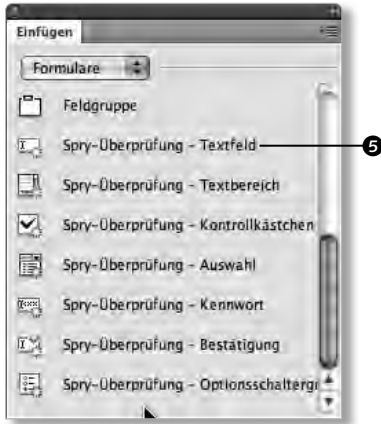 Einfügen
Formulare
Feldgruppe
Spry-Überprüfung - Textfeld
5
Spry-Überprüfung - Textbereich
Spry-Überprüfung - Kontrollkästchen
Spry-Überprüfung - Auswahl
Spry-Überprüfung - Kennwort
Spry-Überprüfung - Bestätigung
Spry-Überprüfung - Optionsschaltergr